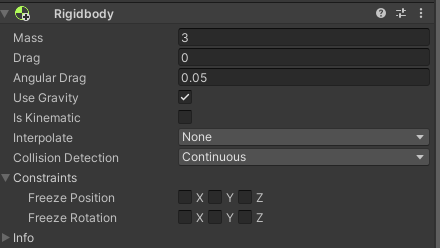 Rigidbody
Mass 3
Drag 0
Angular Drag 0.05
Use Gravity
Is Kinematic
Interpolate None
Collision Detection Continuous
Constraints
Freeze Position X Y Z
Freeze Rotation X Y Z
Info